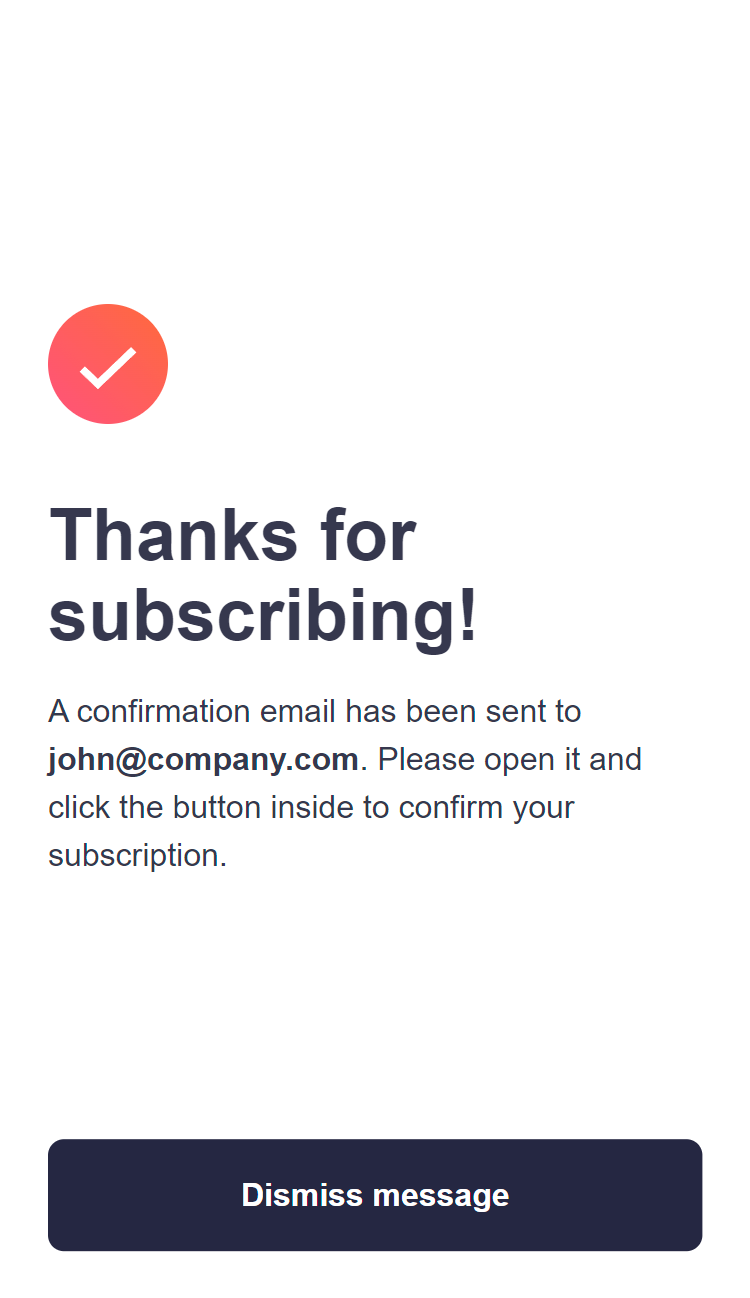 Thanks for
subscribing!
A confirmation email has been sent to
john@company.com. Please open it and
click the button inside to confirm your
subscription.
Dismiss message